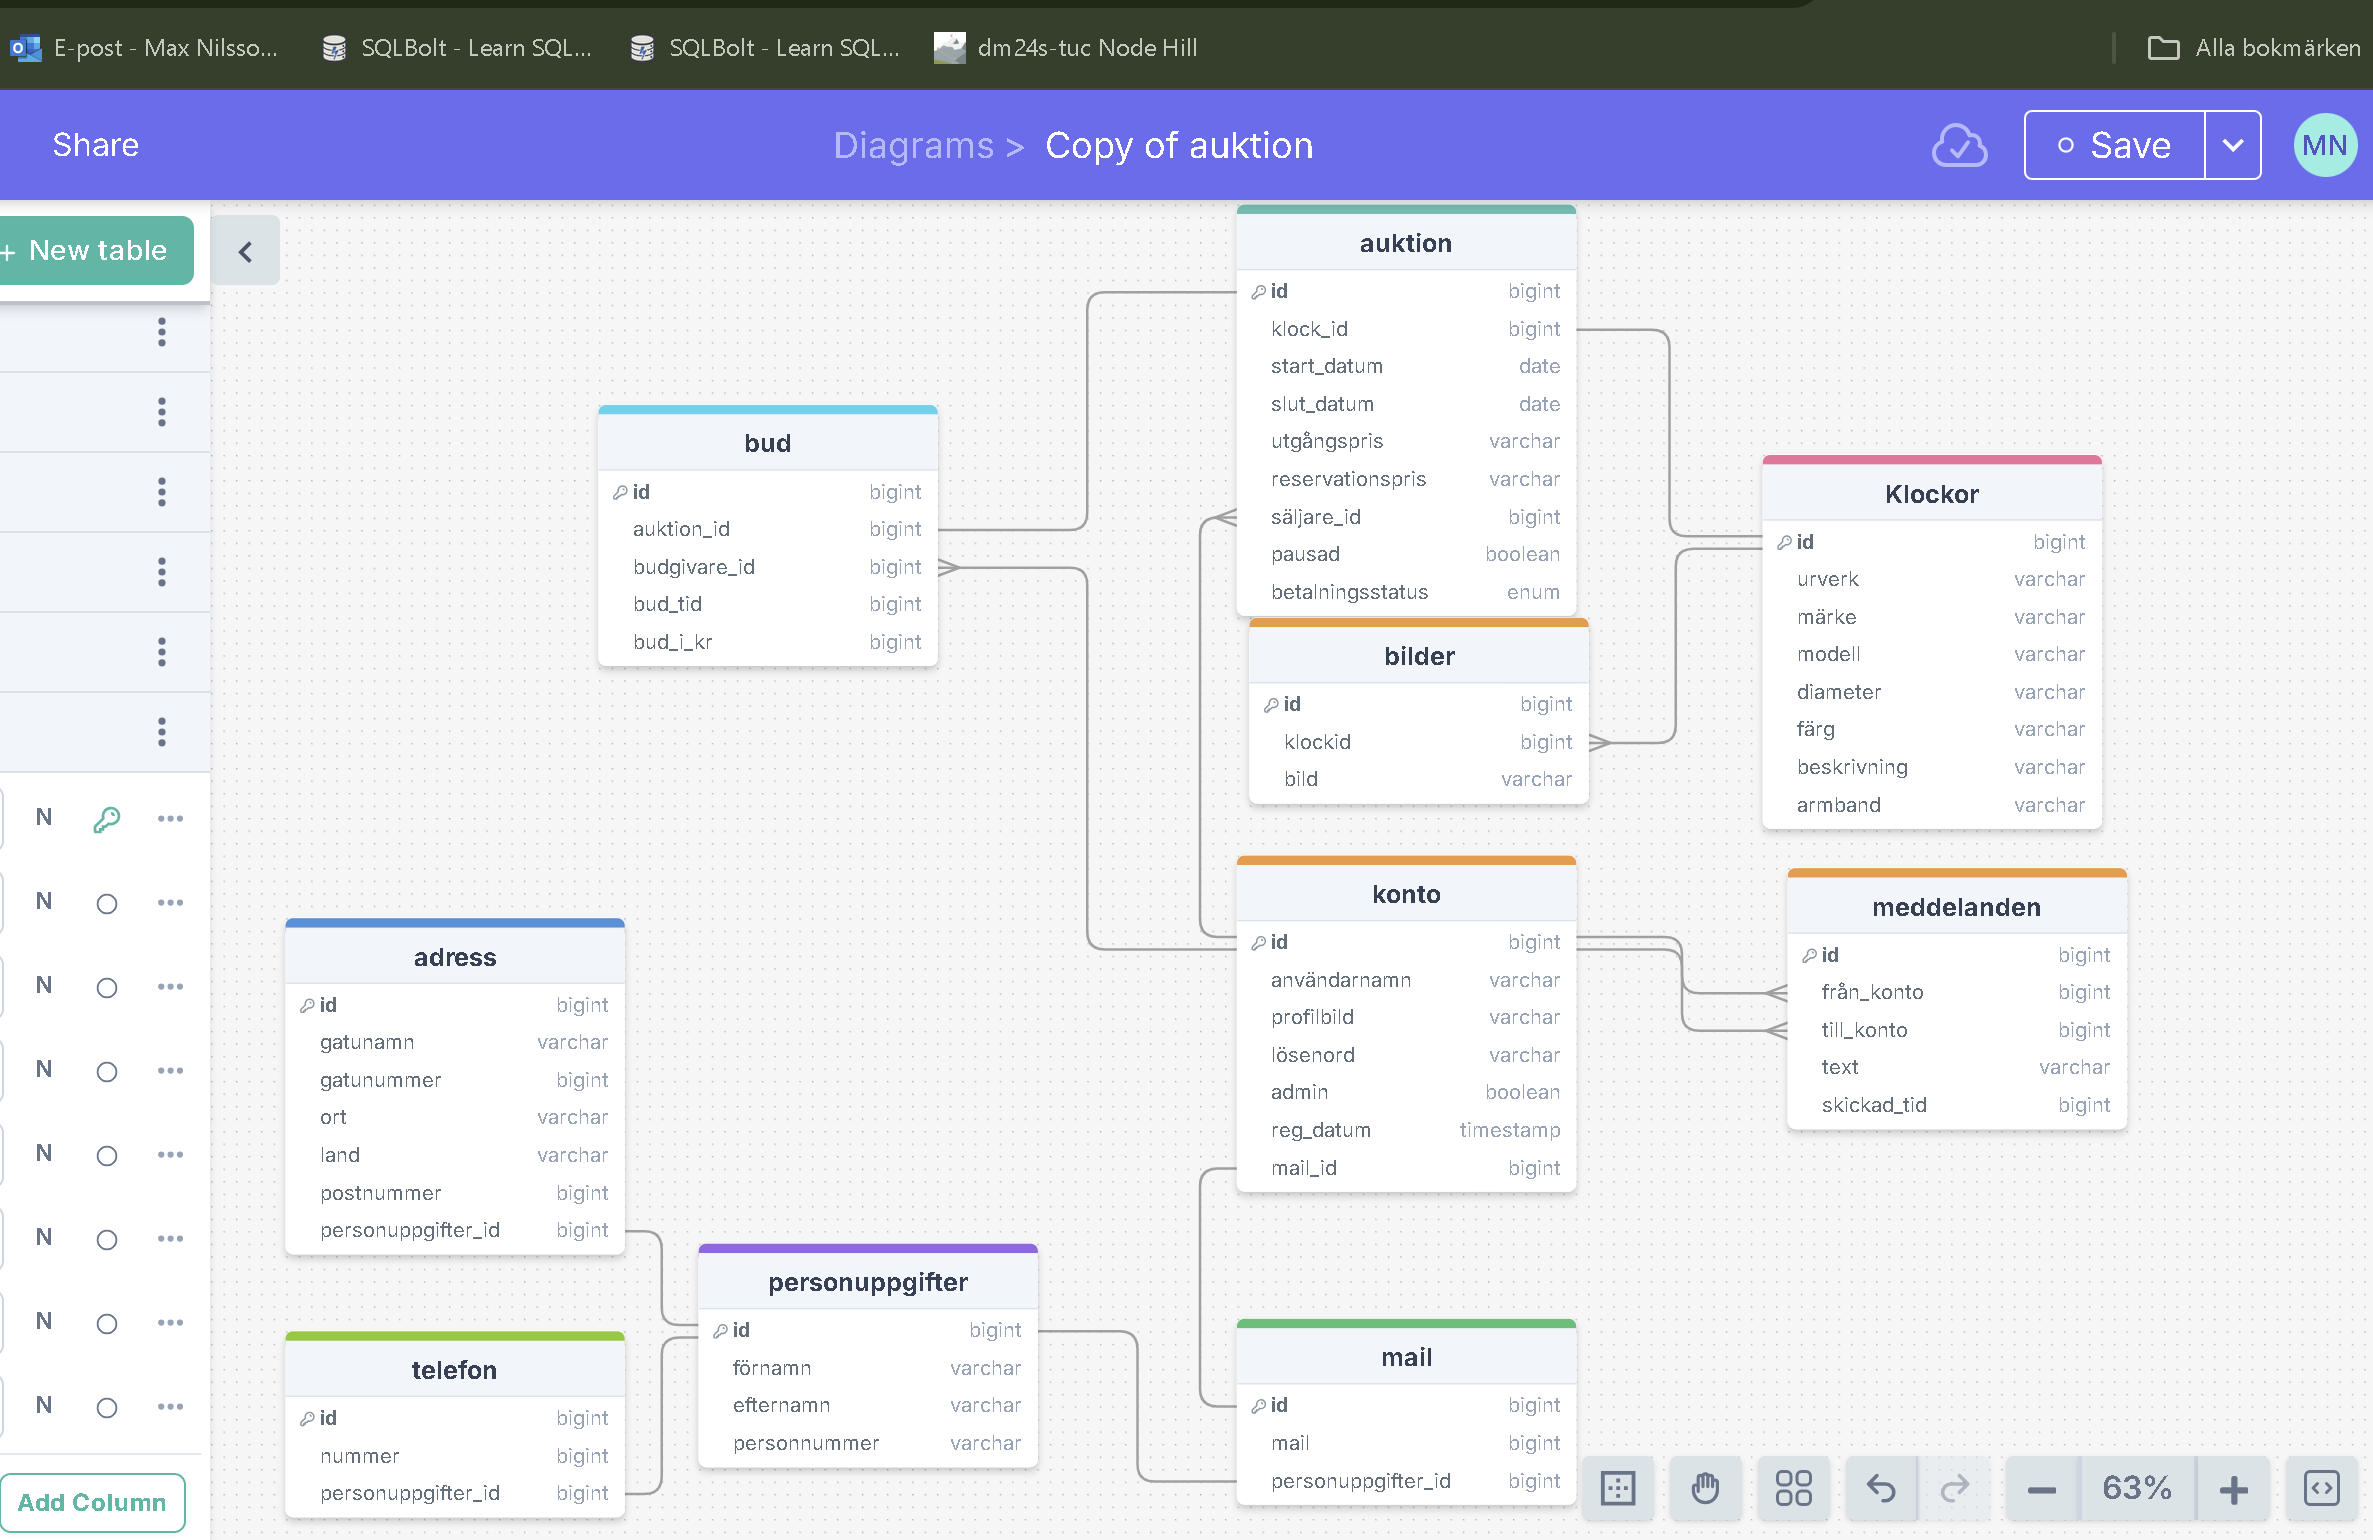 E-post - Max Nilsso...
SQLBolt - Learn SQL...
SQLBolt - Learn SQL...
dm24s-tuc Node Hill
Alla bokmärken
Share
Diagrams > Copy of auktion
Save
MN
+ New table
auktion
id bigint
klock_id bigint
start_datum date
slut_datum date
utgångspris varchar
reservationspris varchar
säljare_id bigint
pausad boolean
betalningsstatus enum
bud
id bigint
auktion_id bigint
budgivare_id bigint
bud_tid bigint
bud_i_kr bigint
Klockor
id bigint
urverk varchar
märke varchar
modell varchar
diameter varchar
färg varchar
beskrivning varchar
armband varchar
bilder
id bigint
klockid bigint
bild varchar
konto
id bigint
användarnamn varchar
profilbild varchar
lösenord varchar
admin boolean
reg_datum timestamp
mail_id bigint
meddelanden
id bigint
från_konto bigint
till_konto bigint
text varchar
skickad_tid bigint
adress
id bigint
gatunamn varchar
gatunummer bigint
ort varchar
land varchar
postnummer bigint
personuppgifter_id bigint
personuppgifter
id bigint
förnamn varchar
efternamn varchar
personnummer varchar
telefon
id bigint
nummer bigint
personuppgifter_id bigint
mail
id bigint
mail bigint
personuppgifter_id bigint
N
N
N
N
N
N
N
N
Add Column
63%